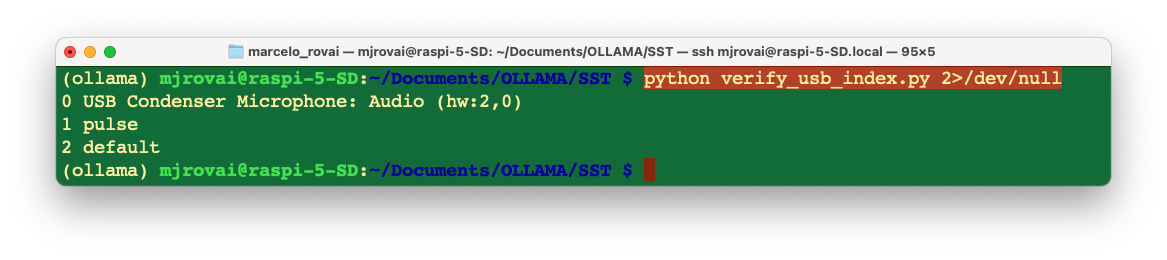 marcelo_rovai — mjrovai@raspi-5-SD: ~/Documents/OLLAMA/SST — ssh mjrovai@raspi-5-SD.local — 95×5
(ollama) mjrovai@raspi-5-SD:~/Documents/OLLAMA/SST $ python verify_usb_index.py 2>/dev/null
0 USB Condenser Microphone: Audio (hw:2,0)
1 pulse
2 default
(ollama) mjrovai@raspi-5-SD:~/Documents/OLLAMA/SST $